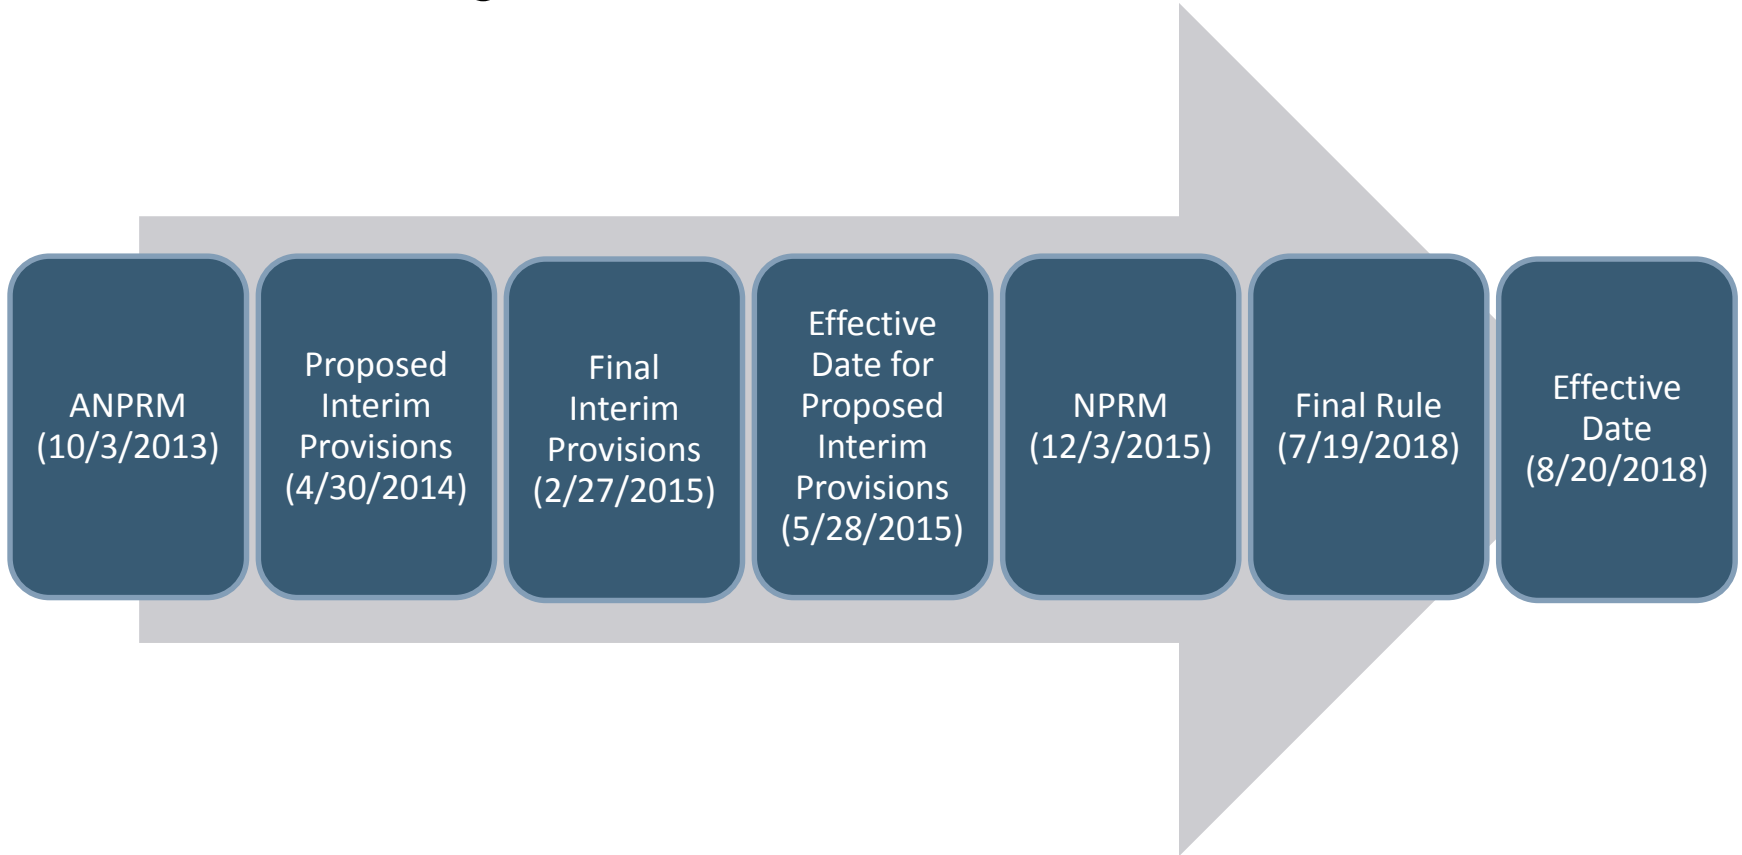 ANPRM
(10/3/2013)
Proposed
Interim
Provisions
(4/30/2014)
Final
Interim
Provisions
(2/27/2015)
Effective
Date for
Proposed
Interim
Provisions
(5/28/2015)
NPRM
(12/3/2015)
Final Rule
(7/19/2018)
Effective
Date
(8/20/2018)